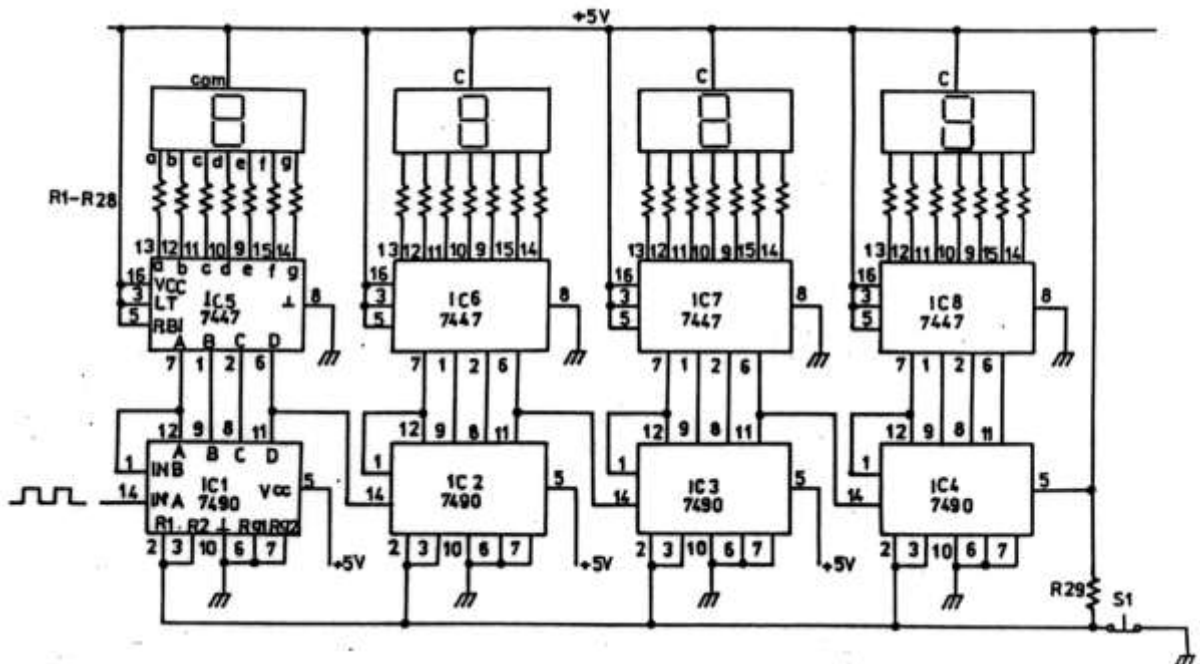 +5V
com C C C
a b c d e f g
R1-R28
13 12 11 10 9 15 14 13 12 11 10 9 15 14 13 12 11 10 9 15 14 13 12 11 10 9 15 14
a b c d e f g
16 VCC 16 16 16
3 LT IC5 ⊥ 8 3 IC6 8 3 IC7 8 3 IC8 8
5 RBI 7447 5 7447 5 7447 5 7447
A B C D
7 1 2 6 7 1 2 6 7 1 2 6 7 1 2 6
12 9 8 11 12 9 8 11 12 9 8 11 12 9 8 11
A B C D
1 IN B IC1 5 1 IC2 5 1 IC3 5 1 IC4 5
14 IN A 7490 VCC 14 7490 14 7490 14 7490
R1 R2 ⊥ R91 R92
2 3 10 6 7 2 3 10 6 7 2 3 10 6 7 2 3 10 6 7
+5V +5V +5V
R29 S1